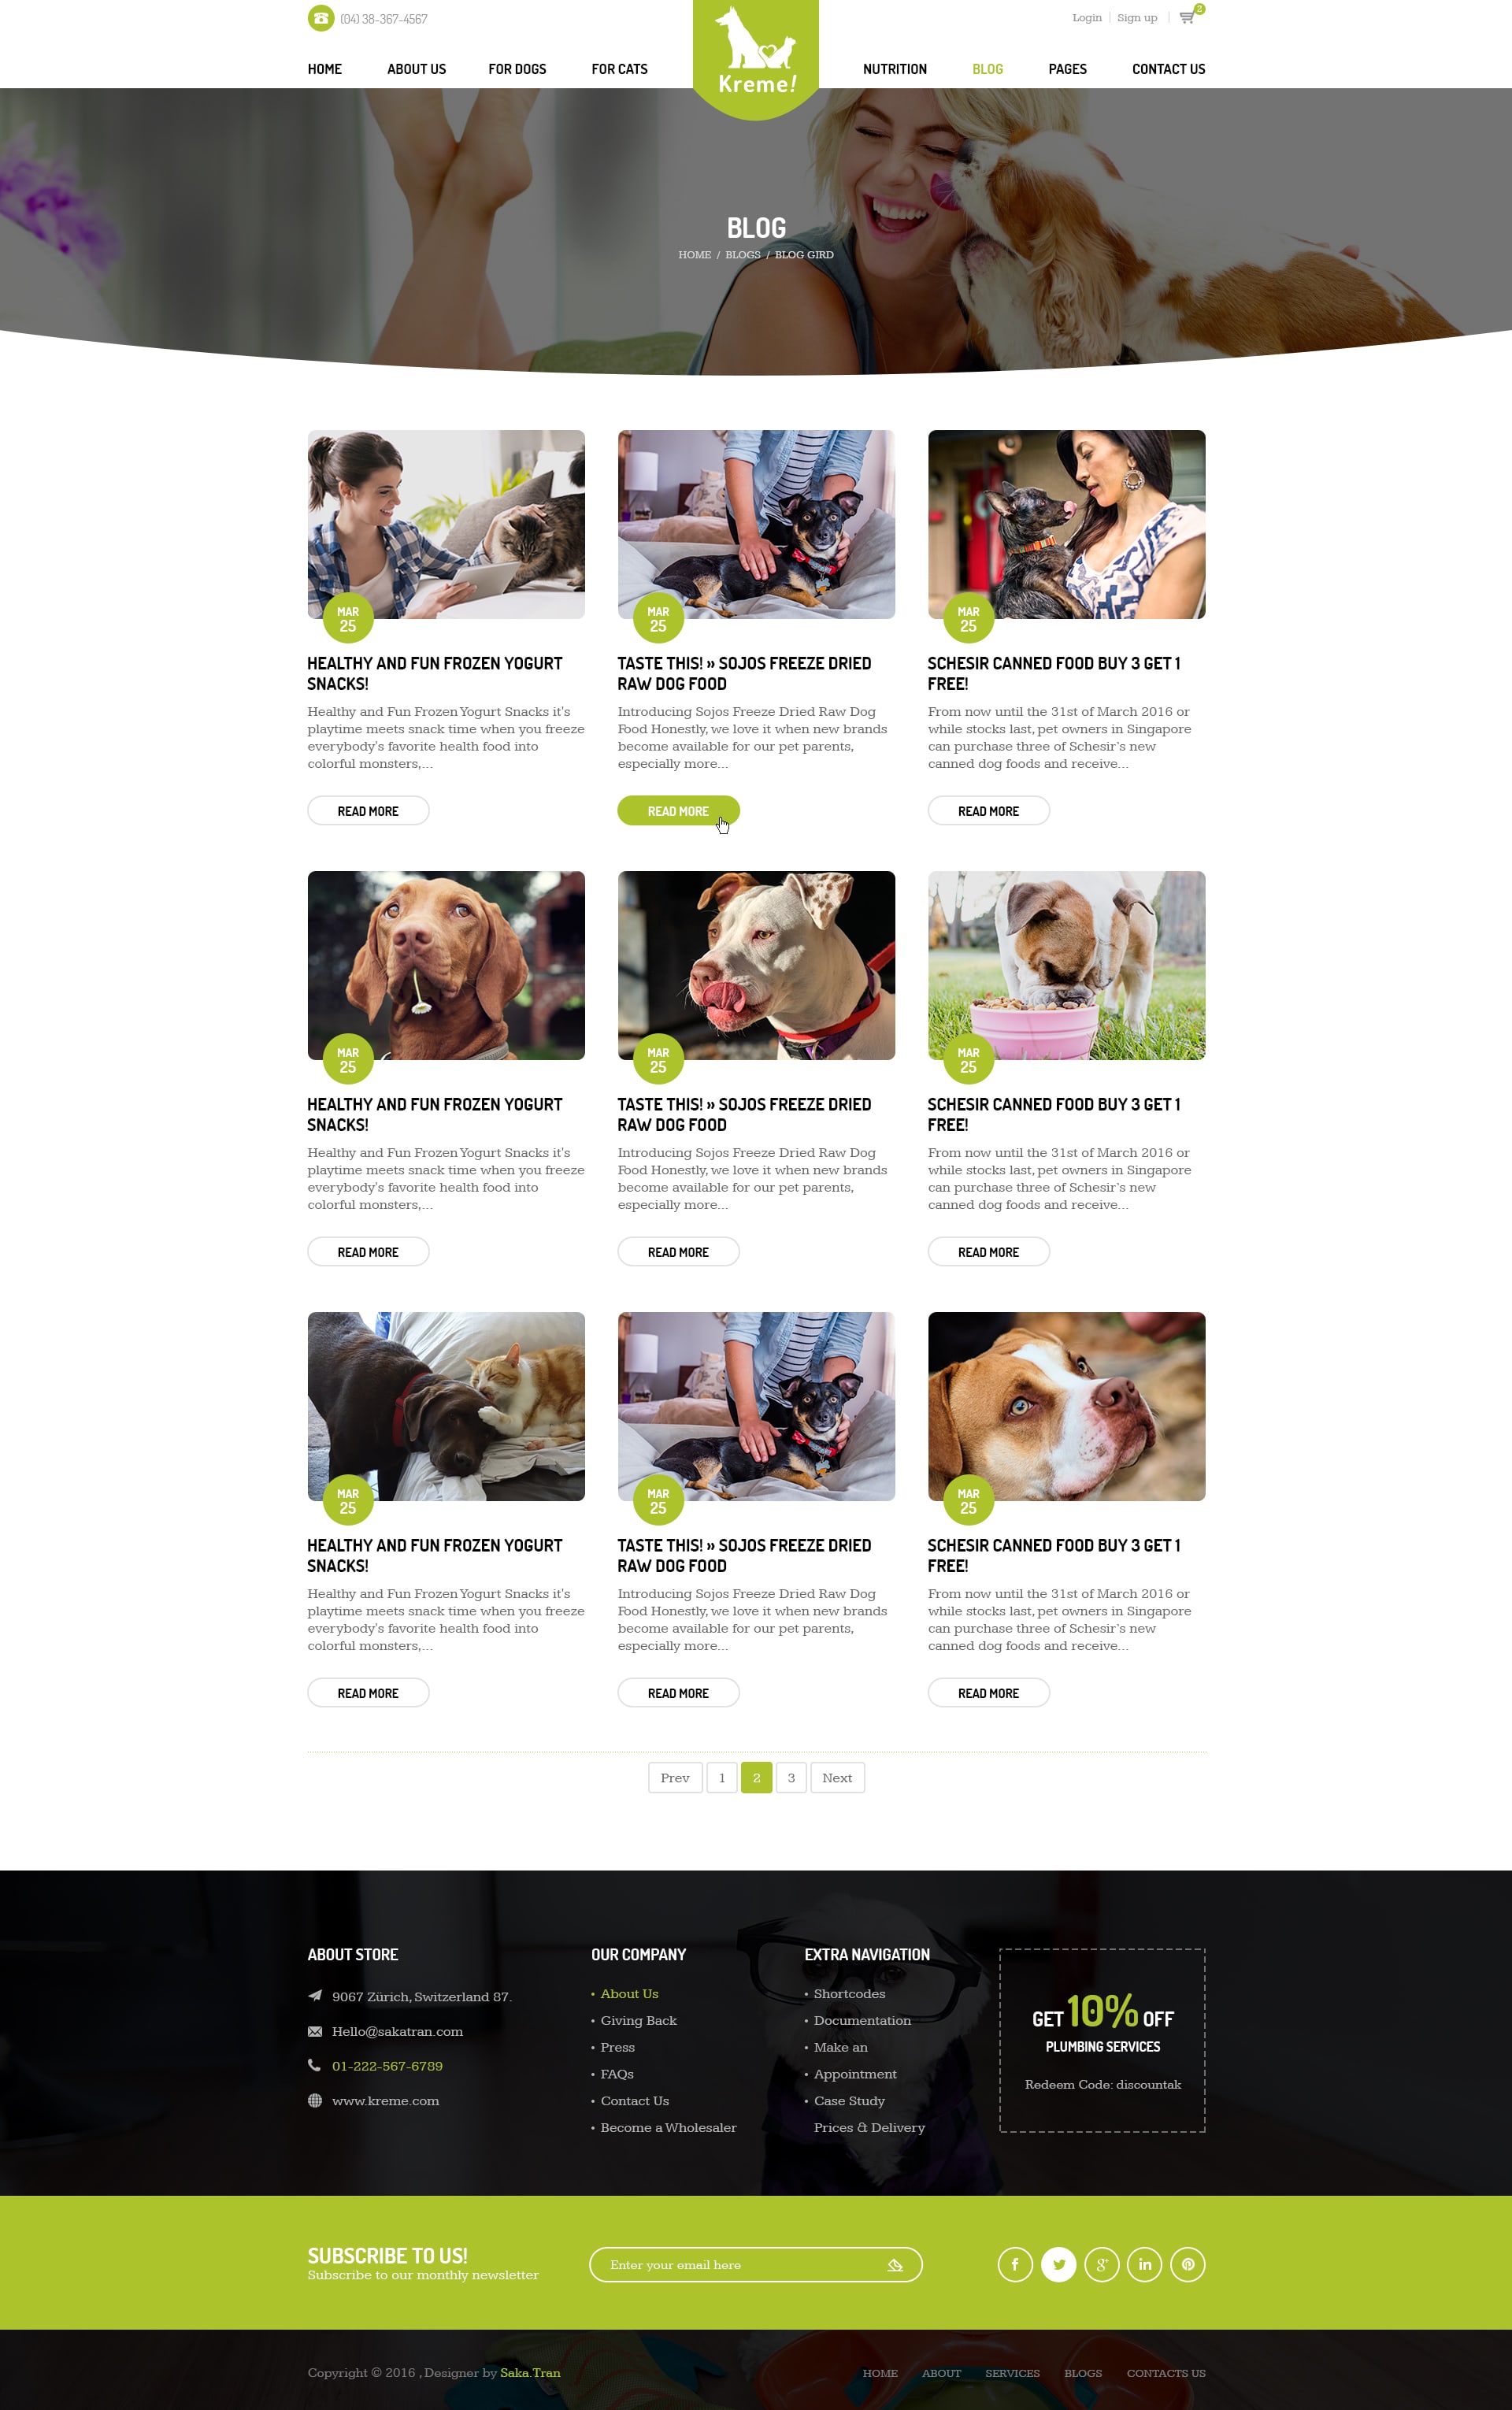 (04) 38-367-4567
Login
Sign up
2
HOME
ABOUT US
FOR DOGS
FOR CATS
Kreme!
NUTRITION
BLOG
PAGES
CONTACT US
BLOG
HOME / BLOGS / BLOG GIRD
MAR
25
HEALTHY AND FUN FROZEN YOGURT
SNACKS!
Healthy and Fun Frozen Yogurt Snacks it's
playtime meets snack time when you freeze
everybody's favorite health food into
colorful monsters,...
READ MORE
MAR
25
TASTE THIS! » SOJOS FREEZE DRIED
RAW DOG FOOD
Introducing Sojos Freeze Dried Raw Dog
Food Honestly, we love it when new brands
become available for our pet parents,
especially more...
READ MORE
MAR
25
SCHESIR CANNED FOOD BUY 3 GET 1
FREE!
From now until the 31st of March 2016 or
while stocks last, pet owners in Singapore
can purchase three of Schesir's new
canned dog foods and receive...
READ MORE
MAR
25
HEALTHY AND FUN FROZEN YOGURT
SNACKS!
Healthy and Fun Frozen Yogurt Snacks it's
playtime meets snack time when you freeze
everybody's favorite health food into
colorful monsters,...
READ MORE
MAR
25
TASTE THIS! » SOJOS FREEZE DRIED
RAW DOG FOOD
Introducing Sojos Freeze Dried Raw Dog
Food Honestly, we love it when new brands
become available for our pet parents,
especially more...
READ MORE
MAR
25
SCHESIR CANNED FOOD BUY 3 GET 1
FREE!
From now until the 31st of March 2016 or
while stocks last, pet owners in Singapore
can purchase three of Schesir's new
canned dog foods and receive...
READ MORE
MAR
25
HEALTHY AND FUN FROZEN YOGURT
SNACKS!
Healthy and Fun Frozen Yogurt Snacks it's
playtime meets snack time when you freeze
everybody's favorite health food into
colorful monsters,...
READ MORE
MAR
25
TASTE THIS! » SOJOS FREEZE DRIED
RAW DOG FOOD
Introducing Sojos Freeze Dried Raw Dog
Food Honestly, we love it when new brands
become available for our pet parents,
especially more...
READ MORE
MAR
25
SCHESIR CANNED FOOD BUY 3 GET 1
FREE!
From now until the 31st of March 2016 or
while stocks last, pet owners in Singapore
can purchase three of Schesir's new
canned dog foods and receive...
READ MORE
Prev 1 2 3 Next
ABOUT STORE
9067 Zürich, Switzerland 87.
Hello@sakatran.com
01-222-567-6789
www.kreme.com
OUR COMPANY
• About Us
• Giving Back
• Press
• FAQs
• Contact Us
• Become a Wholesaler
EXTRA NAVIGATION
• Shortcodes
• Documentation
• Make an
• Appointment
• Case Study
Prices & Delivery
GET 10% OFF
PLUMBING SERVICES
Redeem Code: discountak
SUBSCRIBE TO US!
Subscribe to our monthly newsletter
Enter your email here
Copyright © 2016 , Designer by Saka.Tran
HOME
ABOUT
SERVICES
BLOGS
CONTACTS US